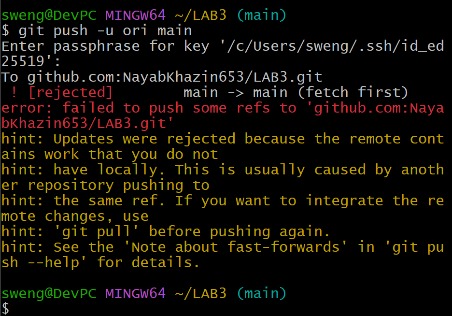 sweng@DevPC MINGW64 ~/LAB3 (main)
$ git push -u ori main
Enter passphrase for key '/c/Users/sweng/.ssh/id_ed
25519':
To github.com:NayabKhazin653/LAB3.git
 ! [rejected]        main -> main (fetch first)
error: failed to push some refs to 'github.com:Naya
bKhazin653/LAB3.git'
hint: Updates were rejected because the remote cont
ains work that you do not
hint: have locally. This is usually caused by anoth
er repository pushing to
hint: the same ref. If you want to integrate the re
mote changes, use
hint: 'git pull' before pushing again.
hint: See the 'Note about fast-forwards' in 'git pu
sh --help' for details.
sweng@DevPC MINGW64 ~/LAB3 (main)
$